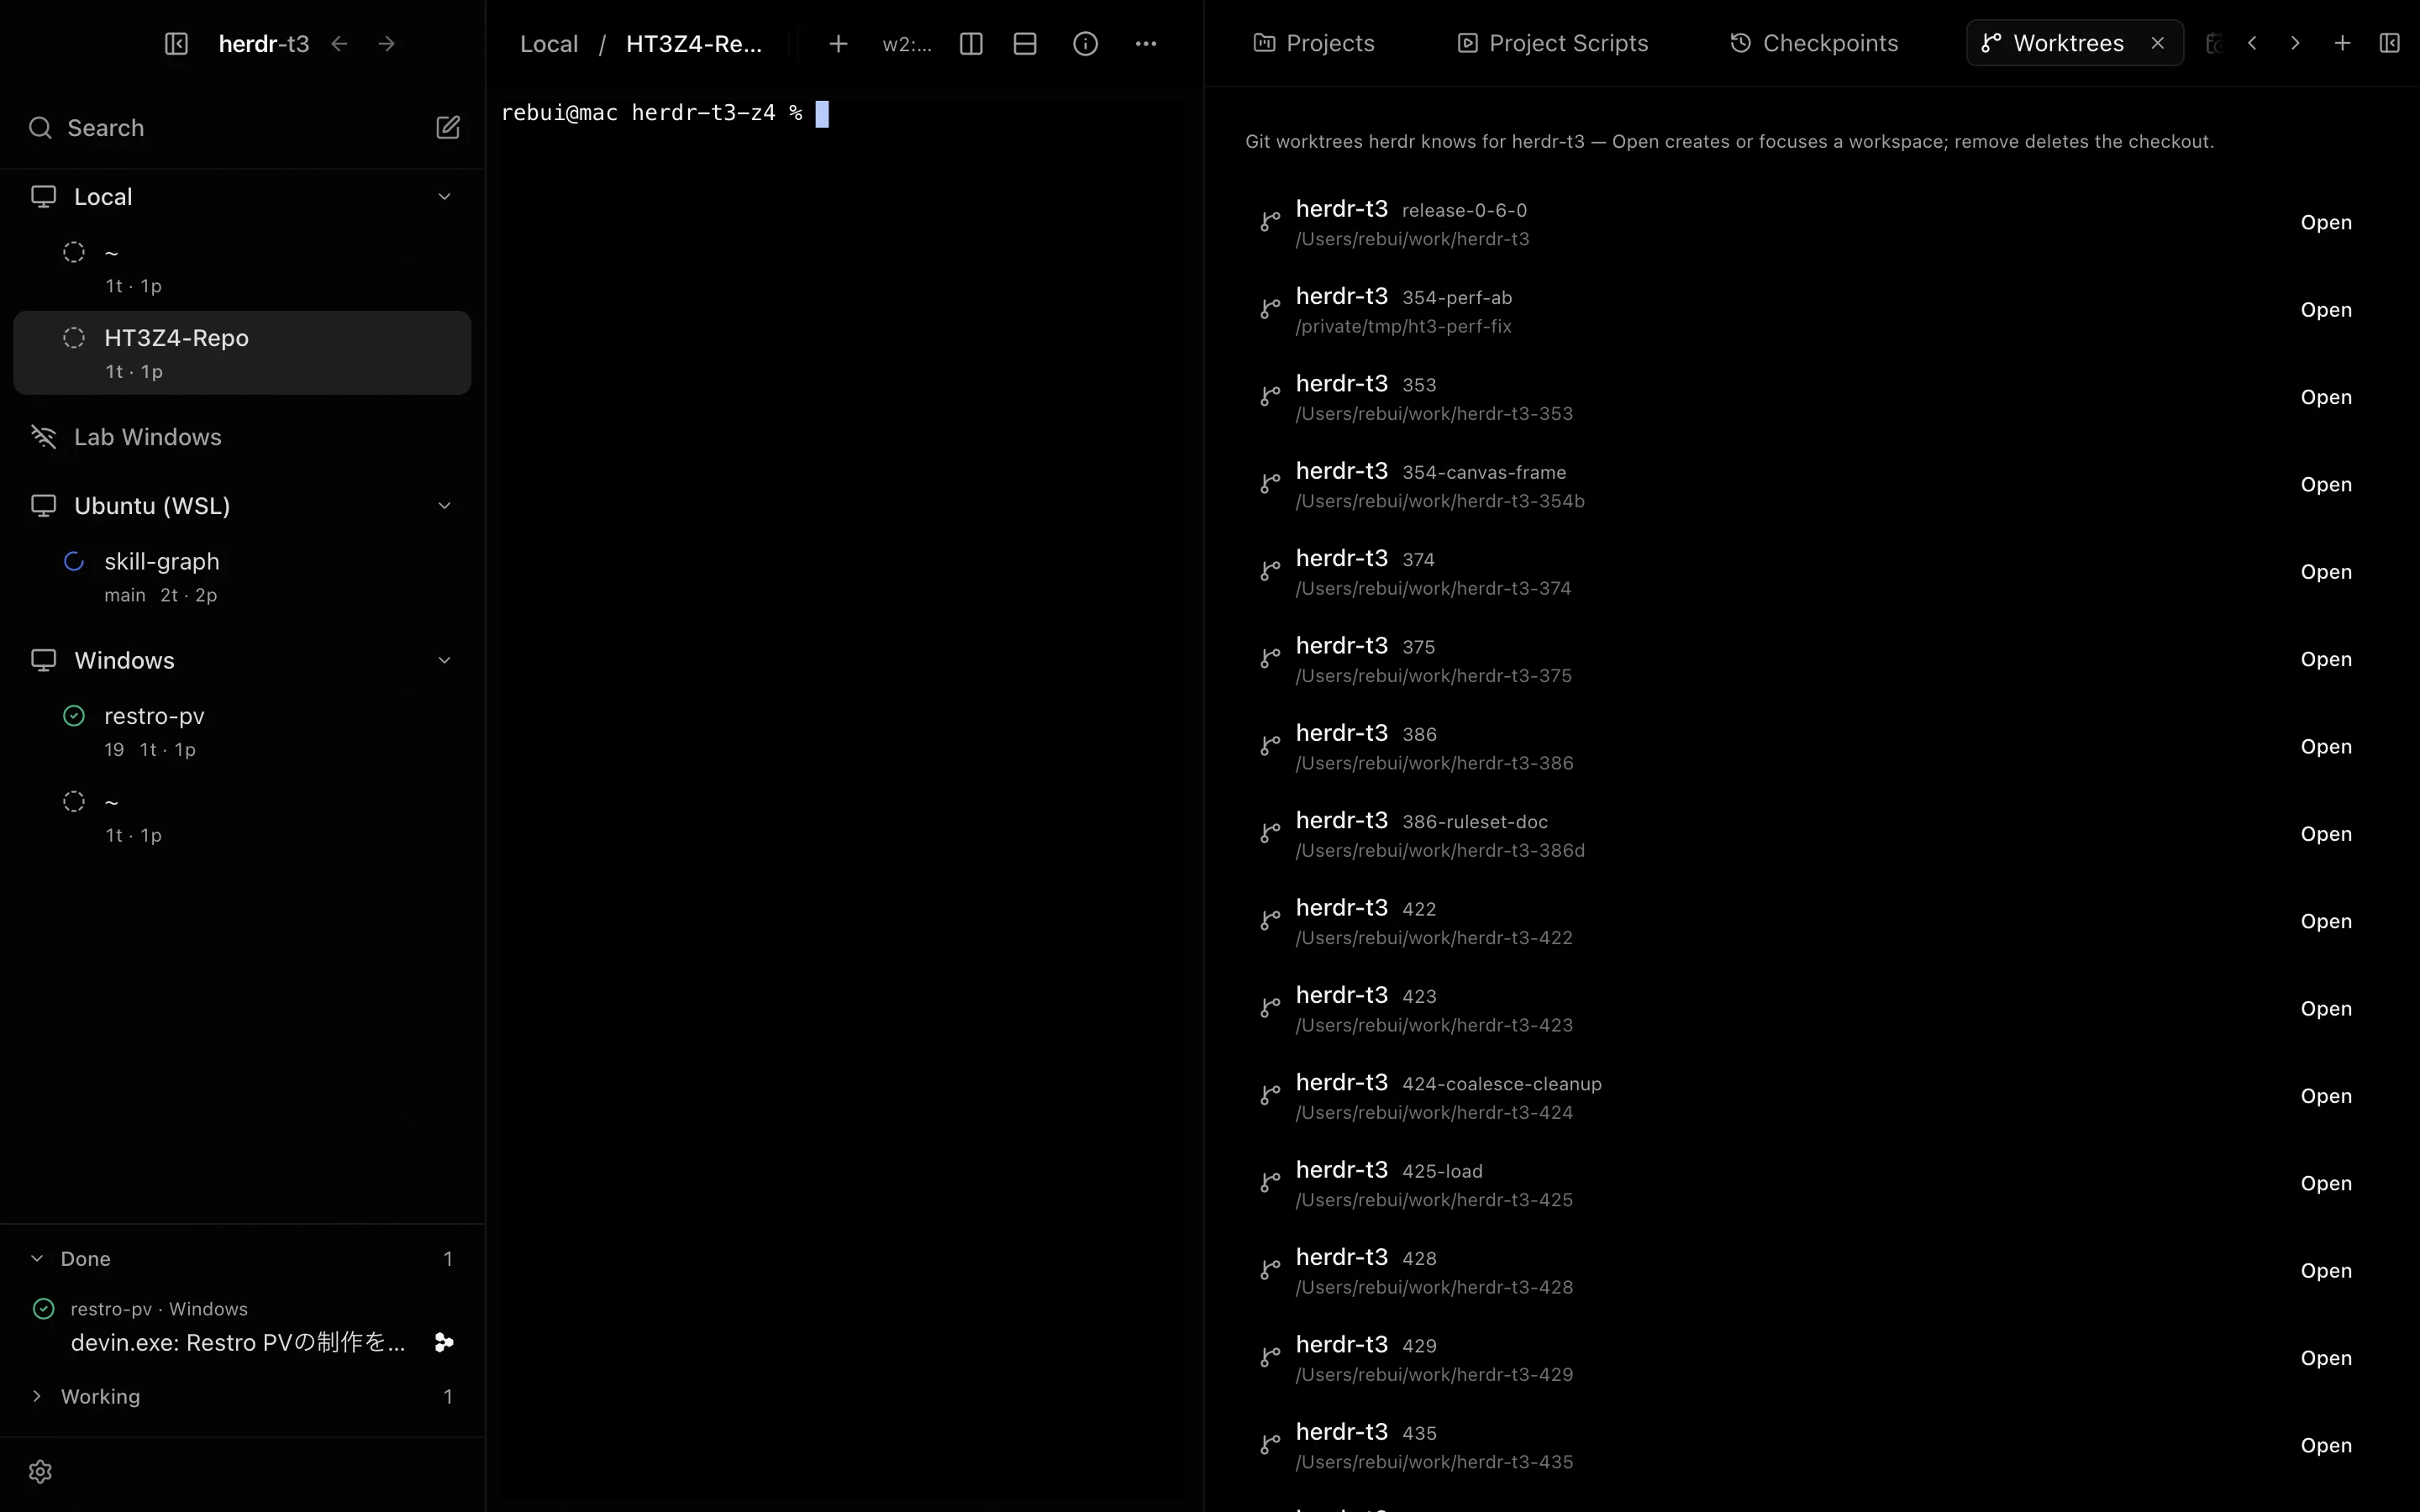 herdr-t3
Search
Local
~
1t · 1p
HT3Z4-Repo
1t · 1p
Lab Windows
Ubuntu (WSL)
skill-graph
main 2t · 2p
Windows
restro-pv
19 1t · 1p
~
1t · 1p
Done 1
restro-pv · Windows
devin.exe: Restro PVの制作を...
Working 1
Local / HT3Z4-Re...
w2:...
rebui@mac herdr-t3-z4 %
Projects
Project Scripts
Checkpoints
Worktrees
Git worktrees herdr knows for herdr-t3 — Open creates or focuses a workspace; remove deletes the checkout.
herdr-t3 release-0-6-0
/Users/rebui/work/herdr-t3
Open
herdr-t3 354-perf-ab
/private/tmp/ht3-perf-fix
Open
herdr-t3 353
/Users/rebui/work/herdr-t3-353
Open
herdr-t3 354-canvas-frame
/Users/rebui/work/herdr-t3-354b
Open
herdr-t3 374
/Users/rebui/work/herdr-t3-374
Open
herdr-t3 375
/Users/rebui/work/herdr-t3-375
Open
herdr-t3 386
/Users/rebui/work/herdr-t3-386
Open
herdr-t3 386-ruleset-doc
/Users/rebui/work/herdr-t3-386d
Open
herdr-t3 422
/Users/rebui/work/herdr-t3-422
Open
herdr-t3 423
/Users/rebui/work/herdr-t3-423
Open
herdr-t3 424-coalesce-cleanup
/Users/rebui/work/herdr-t3-424
Open
herdr-t3 425-load
/Users/rebui/work/herdr-t3-425
Open
herdr-t3 428
/Users/rebui/work/herdr-t3-428
Open
herdr-t3 429
/Users/rebui/work/herdr-t3-429
Open
herdr-t3 435
/Users/rebui/work/herdr-t3-435
Open